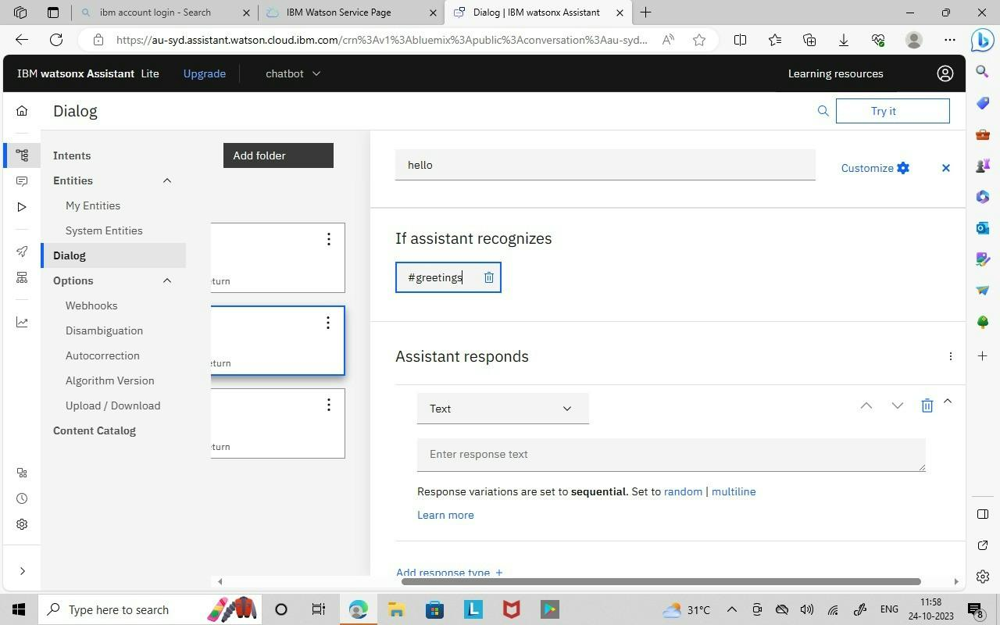 ibm account login - Search
IBM Watson Service Page
Dialog | IBM watsonx Assistant
https://au-syd.assistant.watson.cloud.ibm.com/crn%3Av1%3Abluemix%3Apublic%3Aconversation%3Aau-syd...
IBM watsonx Assistant Lite
Upgrade
chatbot
Learning resources
Dialog
Try it
Intents
Entities
My Entities
System Entities
Dialog
Options
Webhooks
Disambiguation
Autocorrection
Algorithm Version
Upload / Download
Content Catalog
Add folder
eturn
eturn
eturn
hello
Customize
If assistant recognizes
#greetings
Assistant responds
Text
Enter response text
Response variations are set to sequential. Set to random | multiline
Learn more
Add response type +
Type here to search
31°C
ENG
11:58
24-10-2023
8